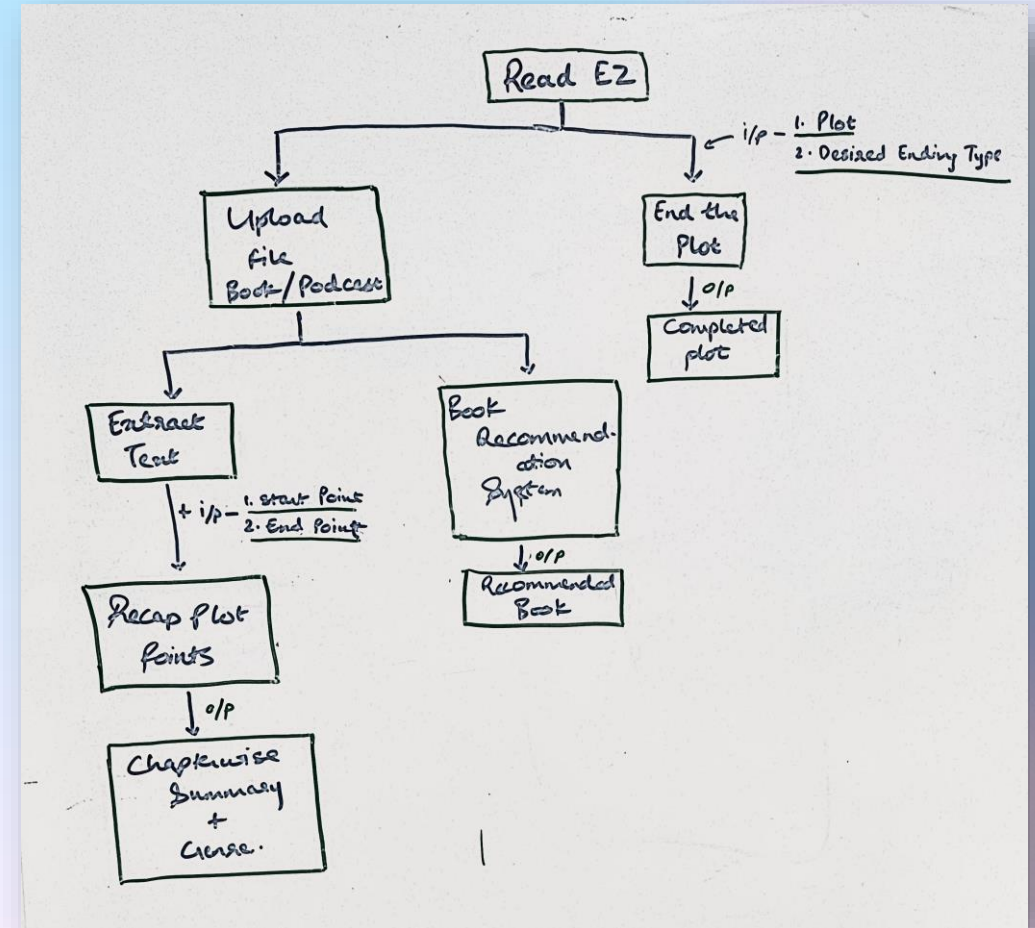 Read EZ
i/p - 1. Plot
2. Desired Ending Type
Upload
file
Book/Podcast
End the
Plot
o/p
Completed
plot
Extract
Text
+ i/p - 1. Start Point
2. End Point
Book
Recommend-
ation
System
o/p
Recommended
Book
Recap Plot
Points
o/p
Chapterwise
Summary
+
Genre.